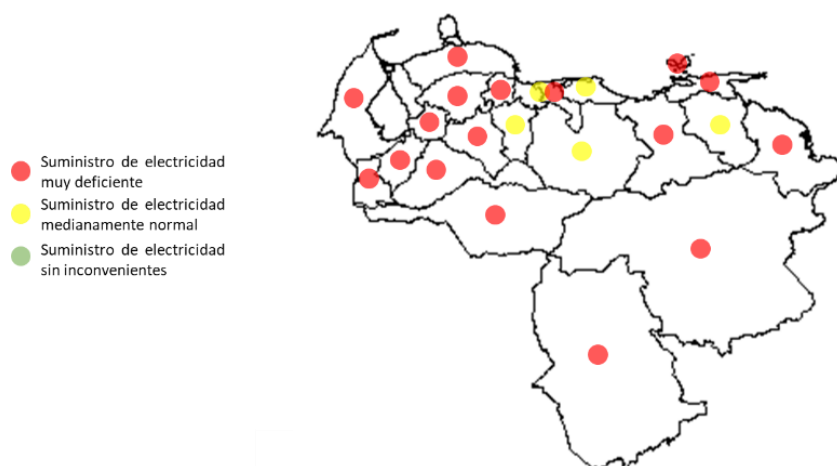 Suministro de electricidad
muy deficiente
Suministro de electricidad
medianamente normal
Suministro de electricidad
sin inconvenientes